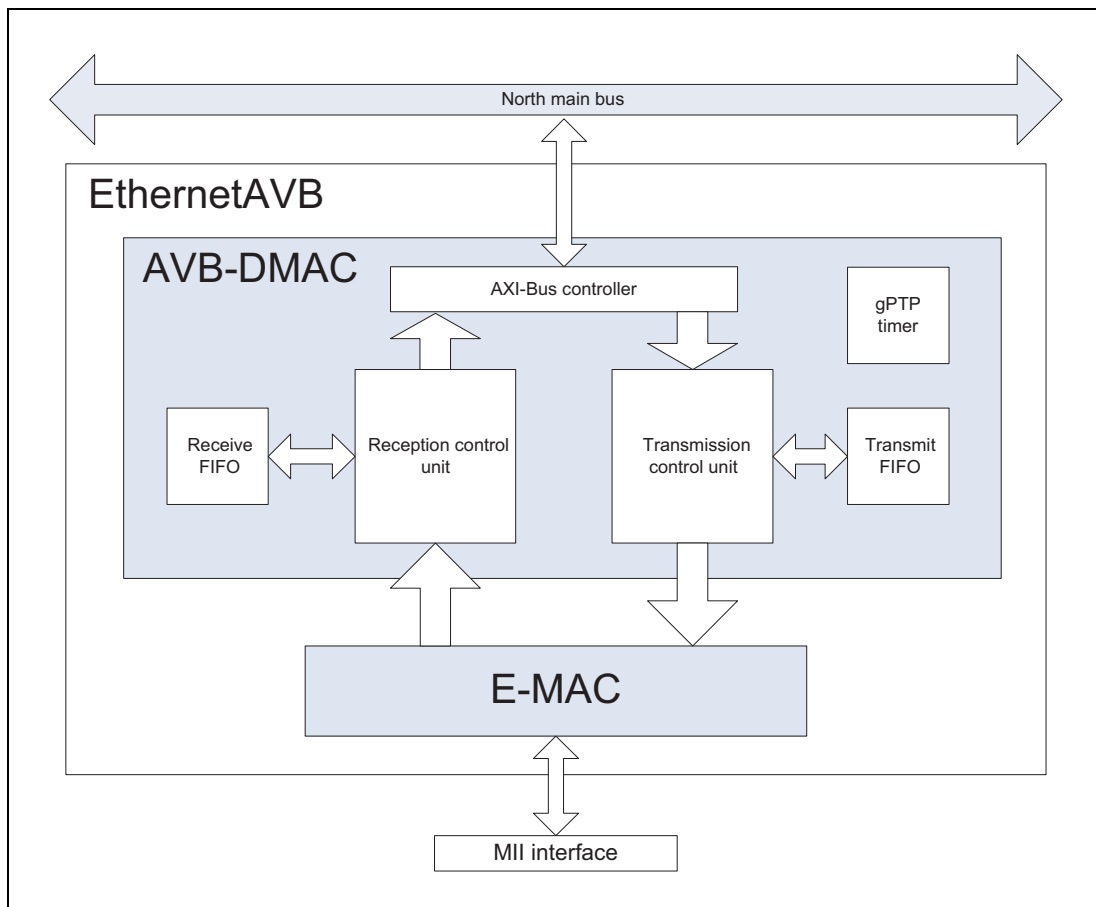 North main bus
EthernetAVB
AVB-DMAC
AXI-Bus controller
gPTP
timer
Receive
FIFO
Reception control
unit
Transmission
control unit
Transmit
FIFO
E-MAC
MII interface